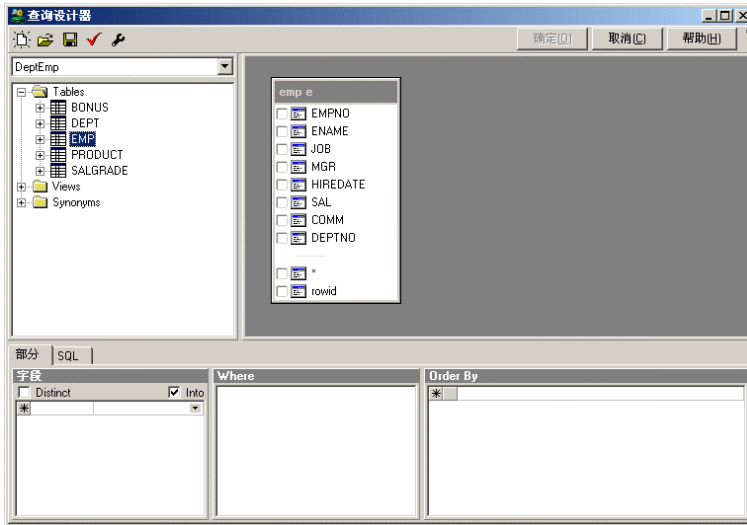 查询设计器
确定(O) 取消(C) 帮助(H)
DeptEmp
Tables
BONUS
DEPT
EMP
PRODUCT
SALGRADE
Views
Synonyms
emp e
EMPNO
ENAME
JOB
MGR
HIREDATE
SAL
COMM
DEPTNO
*
rowid
部分 SQL
字段 Where Order By
Distinct Into